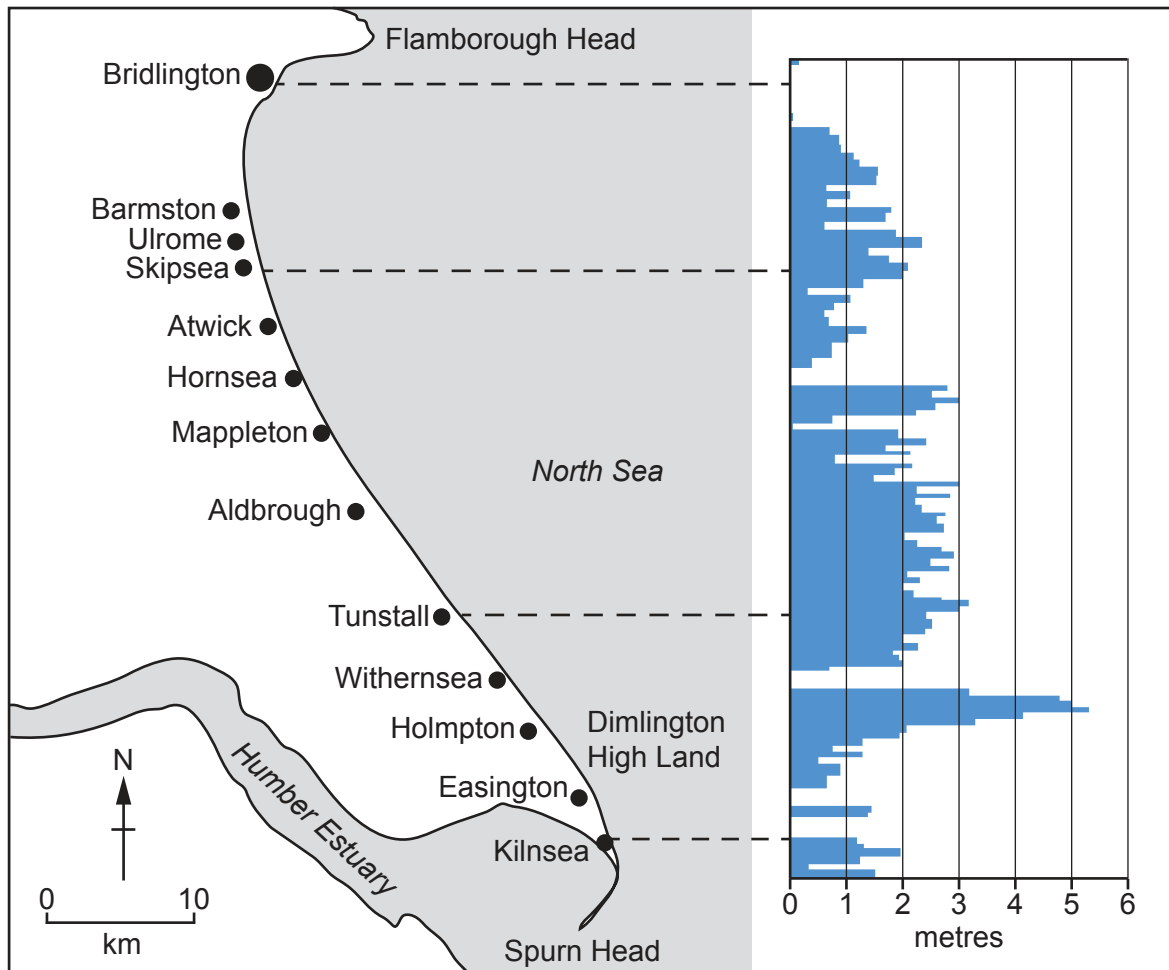 Flamborough Head
Bridlington
Barmston
Ulrome
Skipsea
Atwick
Hornsea
Mappleton
North Sea
Aldbrough
Tunstall
Withernsea
Holmpton
Dimlington
High Land
Easington
Humber Estuary
Kilnsea
Spurn Head
N
0 10
km
0 1 2 3 4 5 6
metres